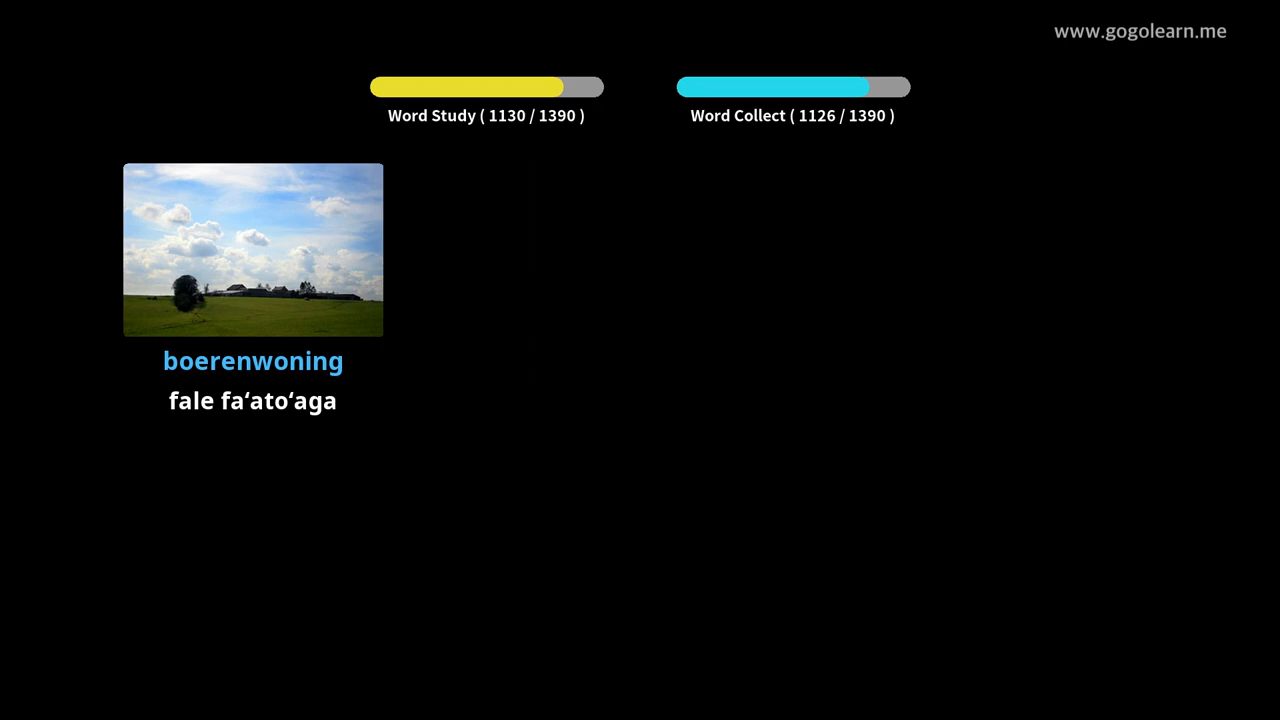 www.gogolearn.me
Word Study ( 1130 / 1390 )
Word Collect ( 1126 / 1390 )
boerenwoning
fale faʻatoʻaga